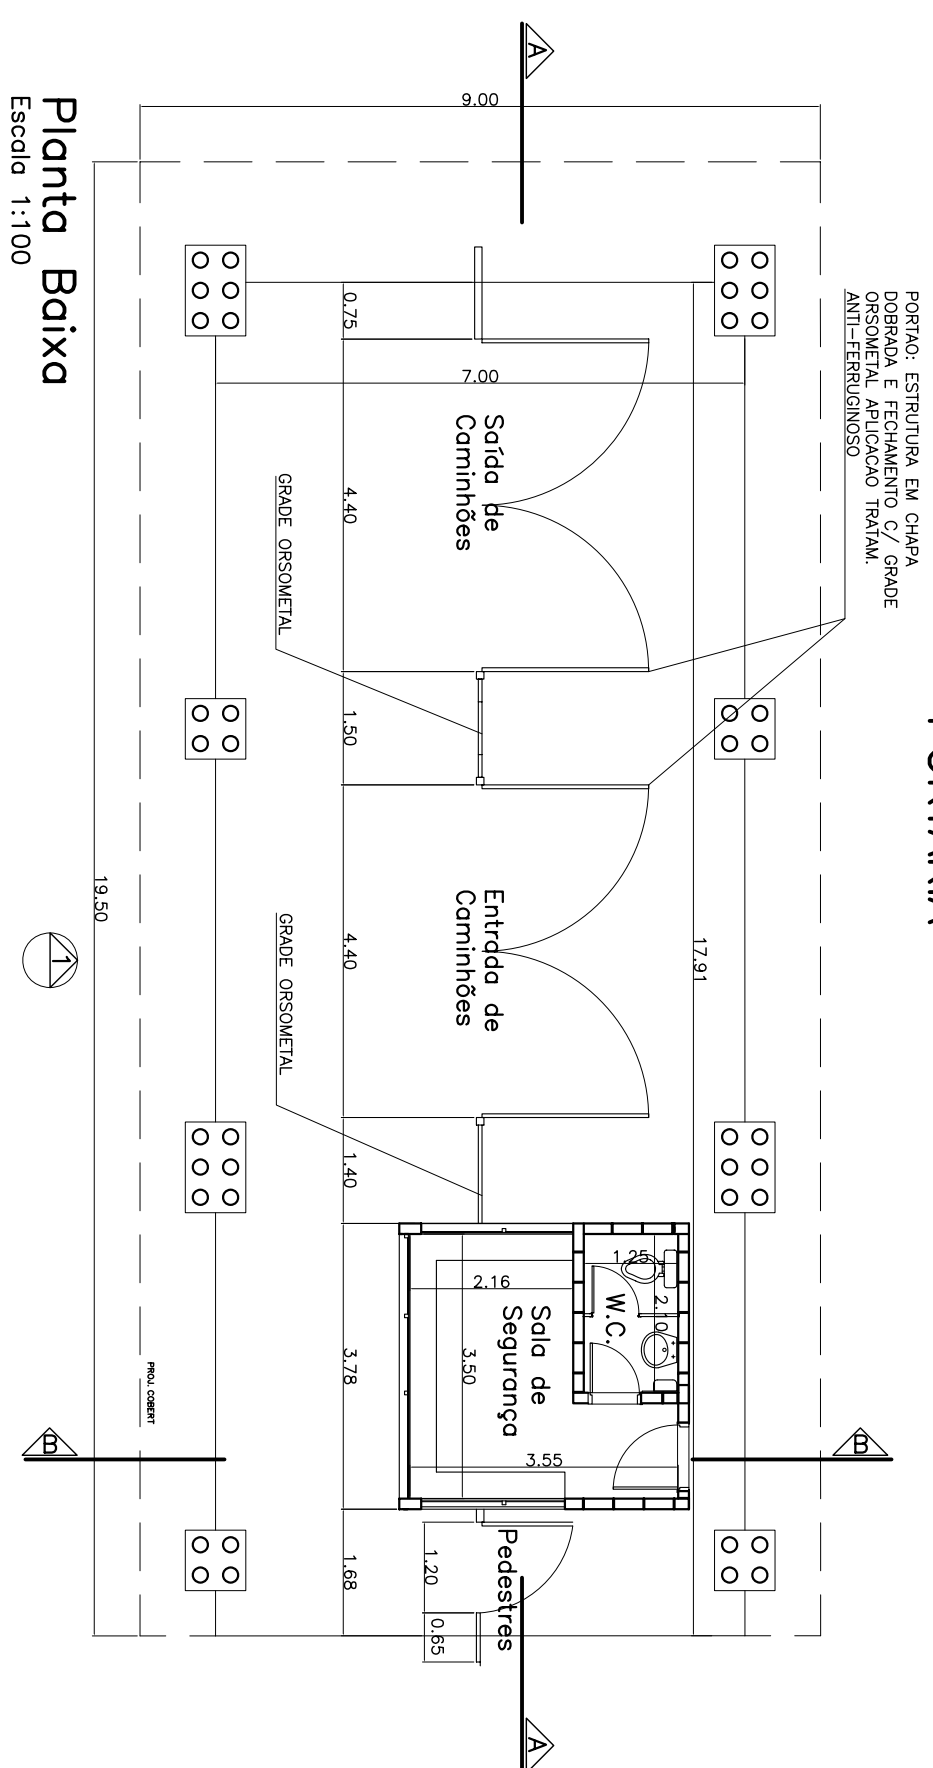 PORTAO: ESTRUTURA EM CHAPA
DOBRADA E FECHAMENTO C/ GRADE
ORSOMETAL APLICACAO TRATAM.
ANTI-FERRUGINOSO
A
9.00
17.91
B
7.00
Saída de
Caminhões
Entrada de
Caminhões
1.25
2.10
W.C.
2.16
Sala de
Segurança
3.50
3.55
Pedestres
1.20
0.65
A
0.75
4.40
1.50
4.40
1.40
3.78
1.68
GRADE ORSOMETAL
GRADE ORSOMETAL
PROJ. COBERT
19.50
1
B
Planta Baixa
Escala 1:100